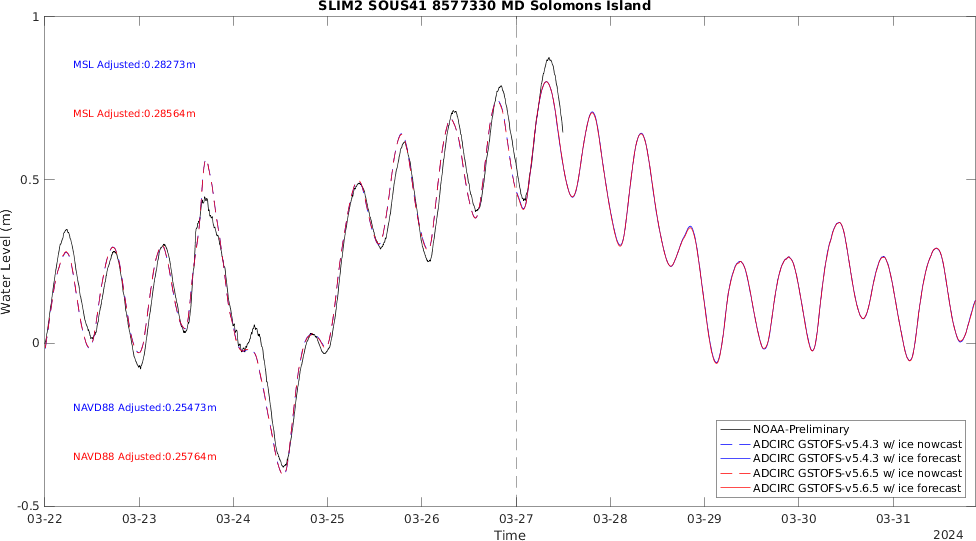 SLIM2 SOUS41 8577330 MD Solomons Island
1
MSL Adjusted:0.28273m
MSL Adjusted:0.28564m
0.5
Water Level (m)
0
NAVD88 Adjusted:0.25473m
NAVD88 Adjusted:0.25764m
NOAA-Preliminary
ADCIRC GSTOFS-v5.4.3 w/ ice nowcast
ADCIRC GSTOFS-v5.4.3 w/ ice forecast
ADCIRC GSTOFS-v5.6.5 w/ ice nowcast
ADCIRC GSTOFS-v5.6.5 w/ ice forecast
-0.5
03-22 03-23 03-24 03-25 03-26 03-27 03-28 03-29 03-30 03-31
Time
2024